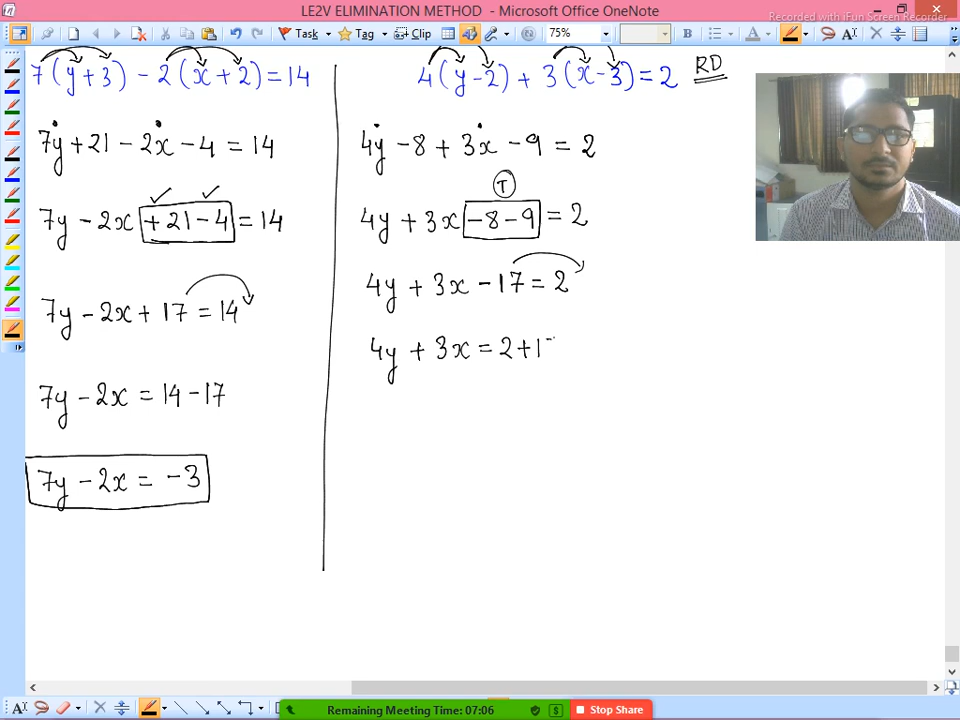 LE2V ELIMINATION METHOD - Microsoft Office OneNote
Recorded with iFun Screen Recorder
Task Tag Clip 75% B A
7(y+3) - 2(x+2) = 14
7y + 21 - 2x - 4 = 14
7y - 2x + 21 - 4 = 14
7y - 2x + 17 = 14
7y - 2x = 14 - 17
7y - 2x = -3
4(y-2) + 3(x-3) = 2 RD
4y - 8 + 3x - 9 = 2
T
4y + 3x - 8 - 9 = 2
4y + 3x - 17 = 2
4y + 3x = 2 + 1
Remaining Meeting Time: 07:06 Stop Share